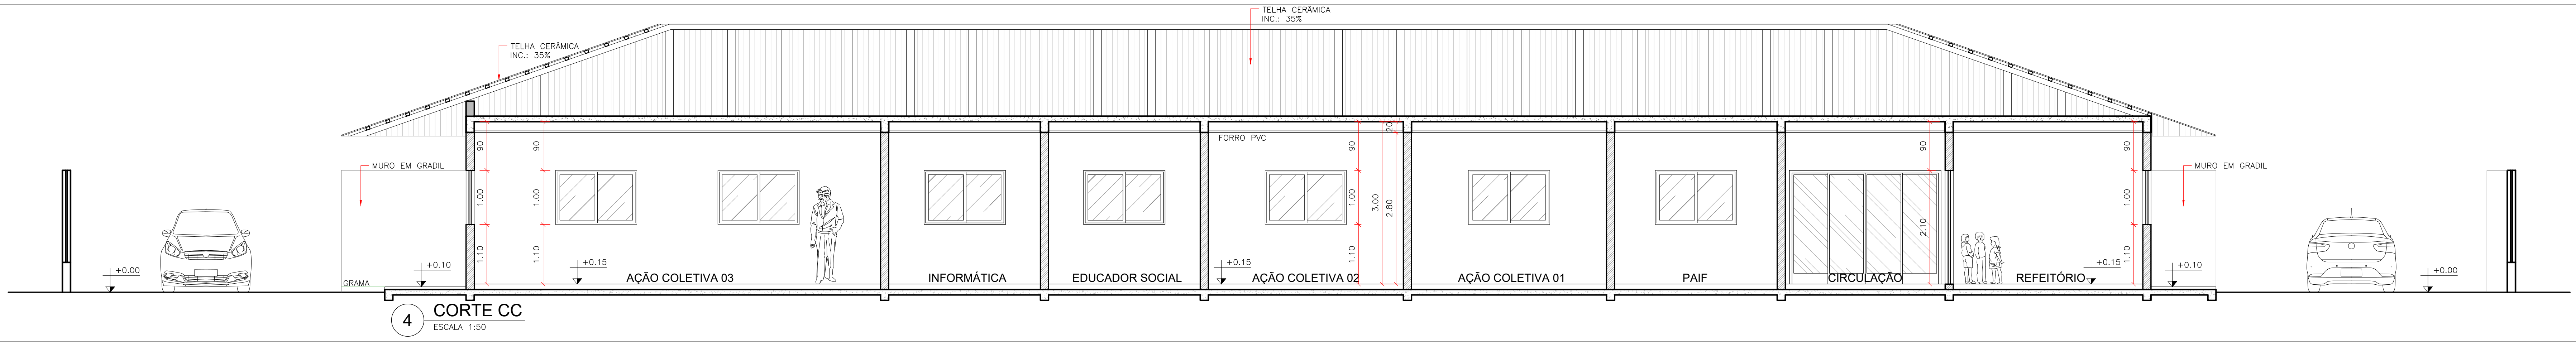 TELHA CERÂMICA
INC.: 35%
TELHA CERÂMICA
INC.: 35%
FORRO PVC
20
90
90
90
90
90
MURO EM GRADIL
MURO EM GRADIL
1.00
1.00
1.00
3.00
2.80
1.00
2.10
1.10
1.10
1.10
1.10
+0.00
+0.10
+0.15
+0.15
+0.15
+0.10
+0.00
GRAMA
AÇÃO COLETIVA 03
INFORMÁTICA
EDUCADOR SOCIAL
AÇÃO COLETIVA 02
AÇÃO COLETIVA 01
PAIF
CIRCULAÇÃO
REFEITÓRIO
4
CORTE CC
ESCALA 1:50